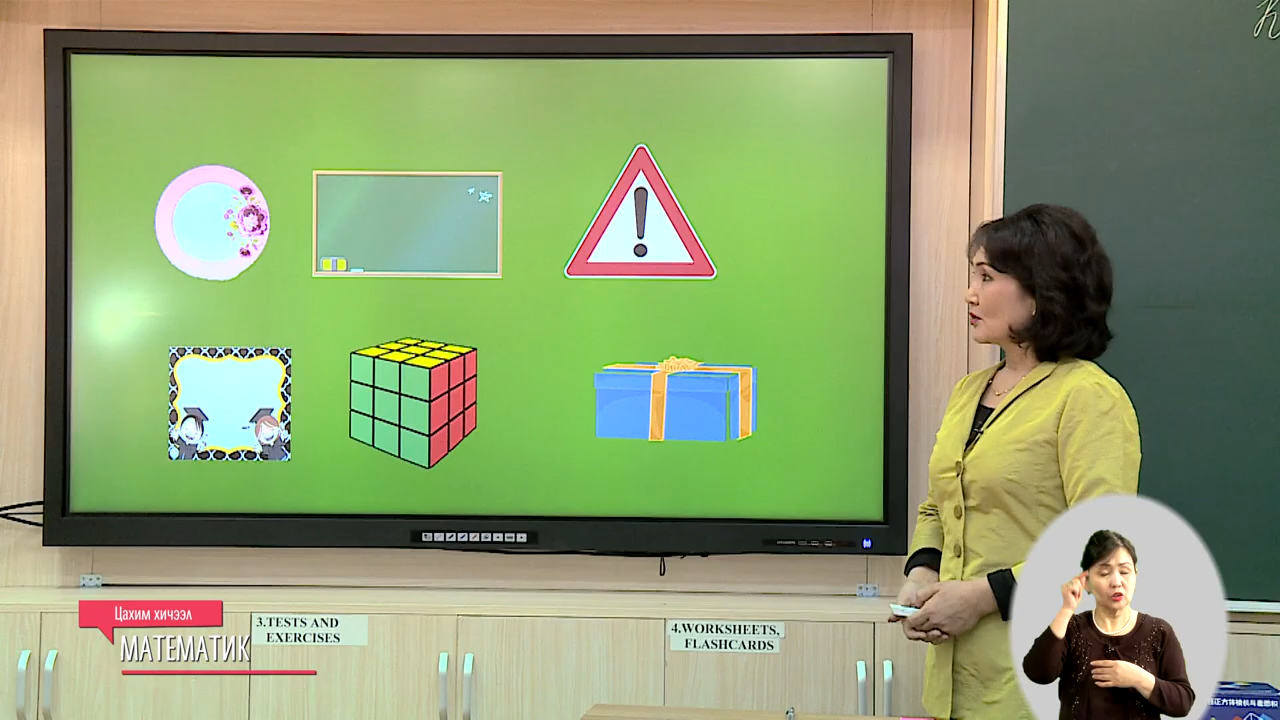 Цахим хичээл
МАТЕМАТИК
3.TESTS AND
EXERCISES
4.WORKSHEETS,
FLASHCARDS